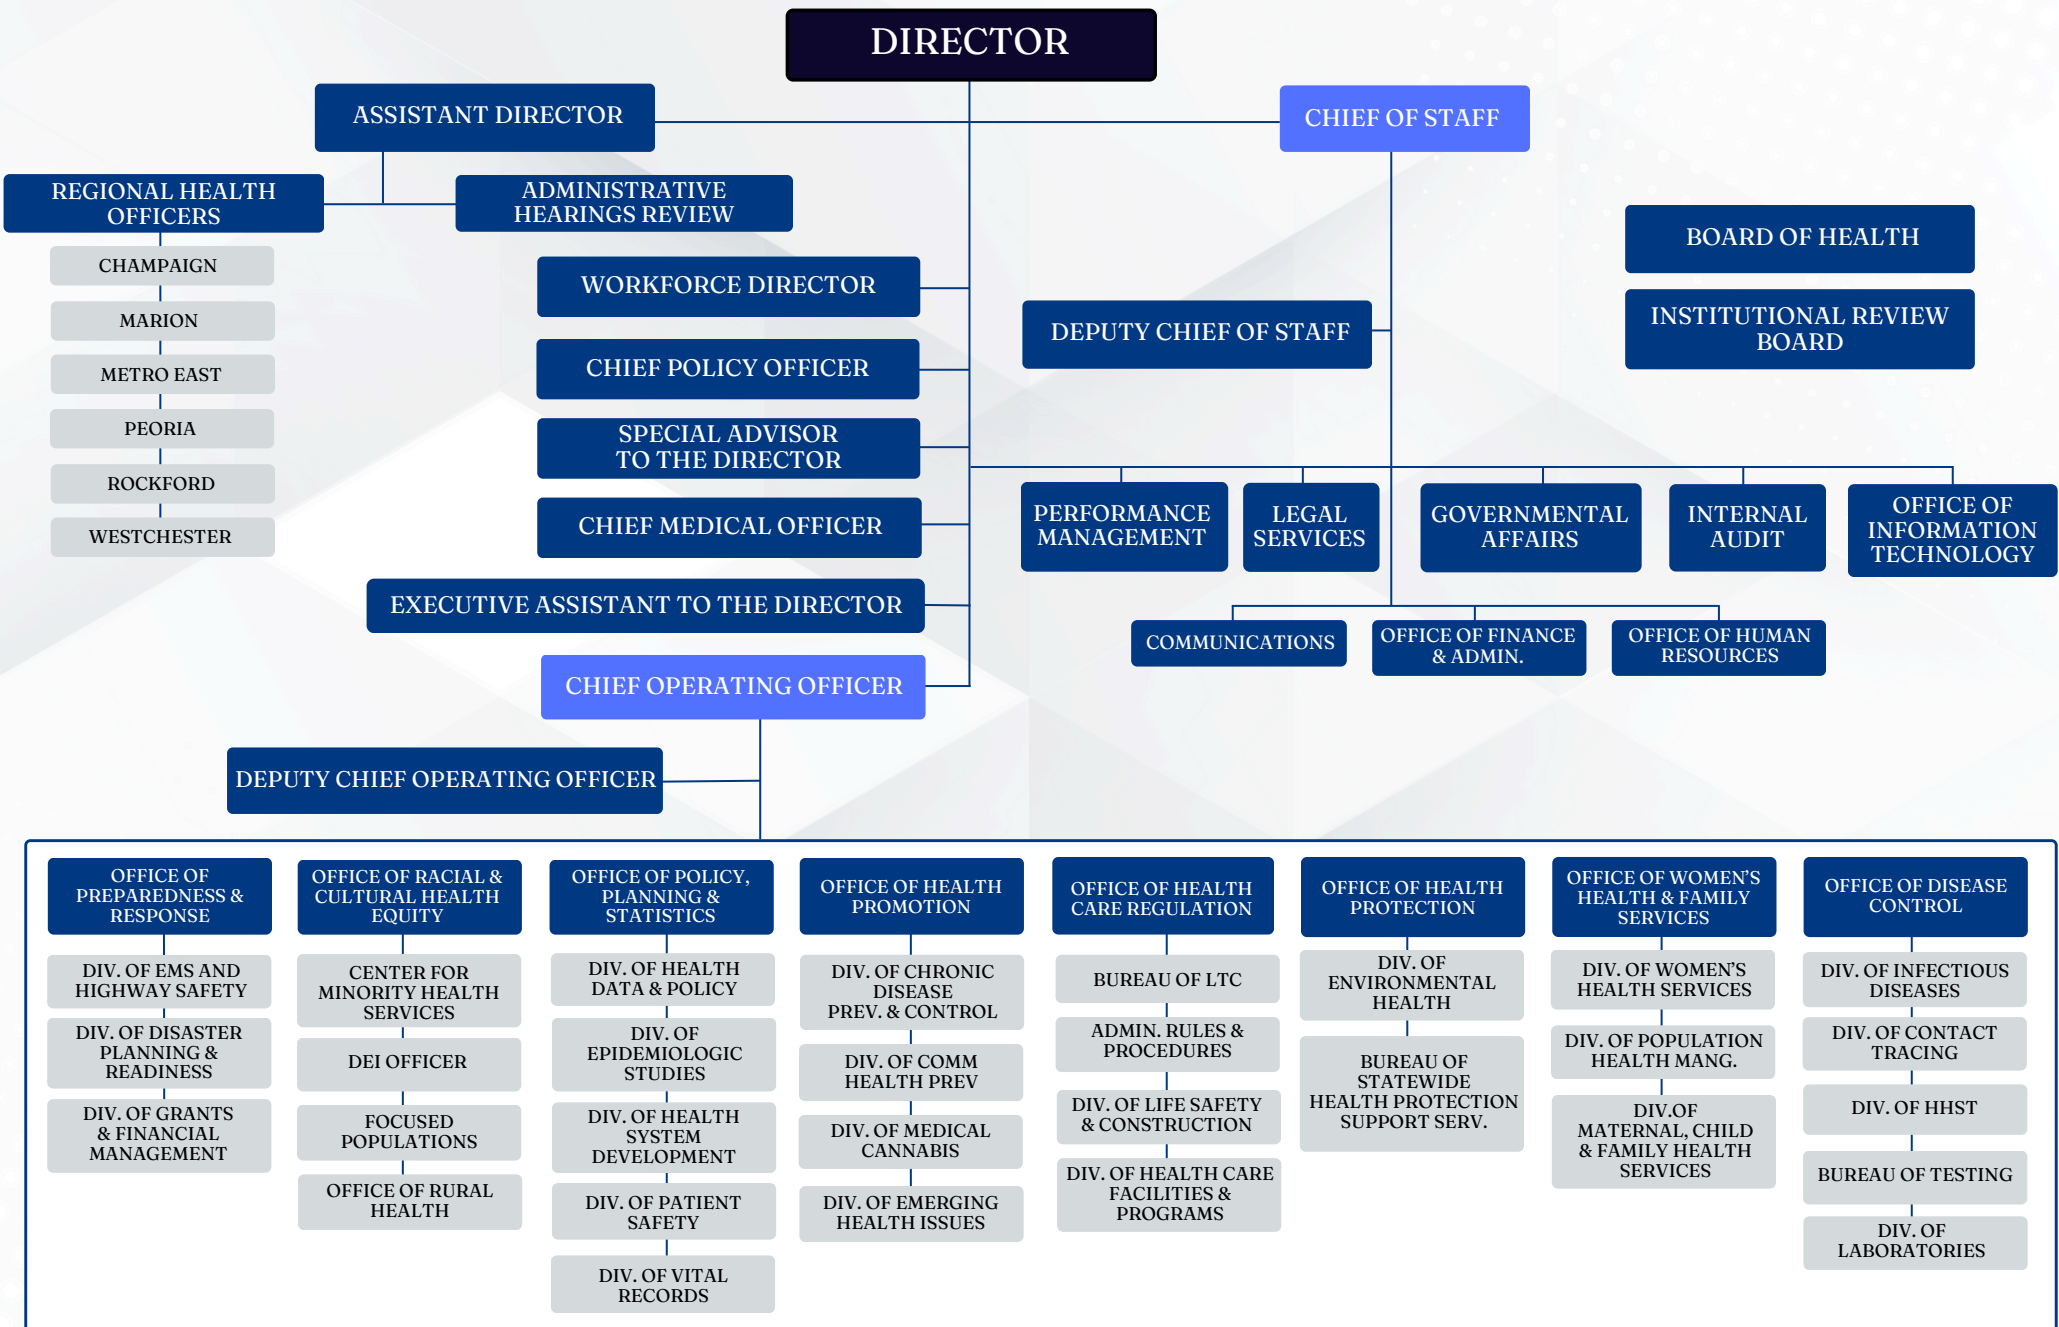 DIRECTOR
ASSISTANT DIRECTOR
CHIEF OF STAFF
REGIONAL HEALTH
OFFICERS
ADMINISTRATIVE
HEARINGS REVIEW
CHAMPAIGN
MARION
METRO EAST
PEORIA
ROCKFORD
WESTCHESTER
WORKFORCE DIRECTOR
CHIEF POLICY OFFICER
SPECIAL ADVISOR
TO THE DIRECTOR
CHIEF MEDICAL OFFICER
EXECUTIVE ASSISTANT TO THE DIRECTOR
CHIEF OPERATING OFFICER
DEPUTY CHIEF OF STAFF
BOARD OF HEALTH
INSTITUTIONAL REVIEW
BOARD
PERFORMANCE
MANAGEMENT
LEGAL
SERVICES
GOVERNMENTAL
AFFAIRS
INTERNAL
AUDIT
OFFICE OF
INFORMATION
TECHNOLOGY
COMMUNICATIONS
OFFICE OF FINANCE
& ADMIN.
OFFICE OF HUMAN
RESOURCES
DEPUTY CHIEF OPERATING OFFICER
OFFICE OF
PREPAREDNESS &
RESPONSE
DIV. OF EMS AND
HIGHWAY SAFETY
DIV. OF DISASTER
PLANNING &
READINESS
DIV. OF GRANTS
& FINANCIAL
MANAGEMENT
OFFICE OF RACIAL &
CULTURAL HEALTH
EQUITY
CENTER FOR
MINORITY HEALTH
SERVICES
DEI OFFICER
FOCUSED
POPULATIONS
OFFICE OF RURAL
HEALTH
OFFICE OF POLICY,
PLANNING &
STATISTICS
DIV. OF HEALTH
DATA & POLICY
DIV. OF
EPIDEMIOLOGIC
STUDIES
DIV. OF HEALTH
SYSTEM
DEVELOPMENT
DIV. OF PATIENT
SAFETY
DIV. OF VITAL
RECORDS
OFFICE OF HEALTH
PROMOTION
DIV. OF CHRONIC
DISEASE
PREV. & CONTROL
DIV. OF COMM
HEALTH PREV
DIV. OF MEDICAL
CANNABIS
DIV. OF EMERGING
HEALTH ISSUES
OFFICE OF HEALTH
CARE REGULATION
BUREAU OF LTC
ADMIN. RULES &
PROCEDURES
DIV. OF LIFE SAFETY
& CONSTRUCTION
DIV. OF HEALTH CARE
FACILITIES &
PROGRAMS
OFFICE OF HEALTH
PROTECTION
DIV. OF
ENVIRONMENTAL
HEALTH
BUREAU OF
STATEWIDE
HEALTH PROTECTION
SUPPORT SERV.
OFFICE OF WOMEN’S
HEALTH & FAMILY
SERVICES
DIV. OF WOMEN’S
HEALTH SERVICES
DIV. OF POPULATION
HEALTH MANG.
DIV.OF
MATERNAL, CHILD
& FAMILY HEALTH
SERVICES
OFFICE OF DISEASE
CONTROL
DIV. OF INFECTIOUS
DISEASES
DIV. OF CONTACT
TRACING
DIV. OF HHST
BUREAU OF TESTING
DIV. OF
LABORATORIES